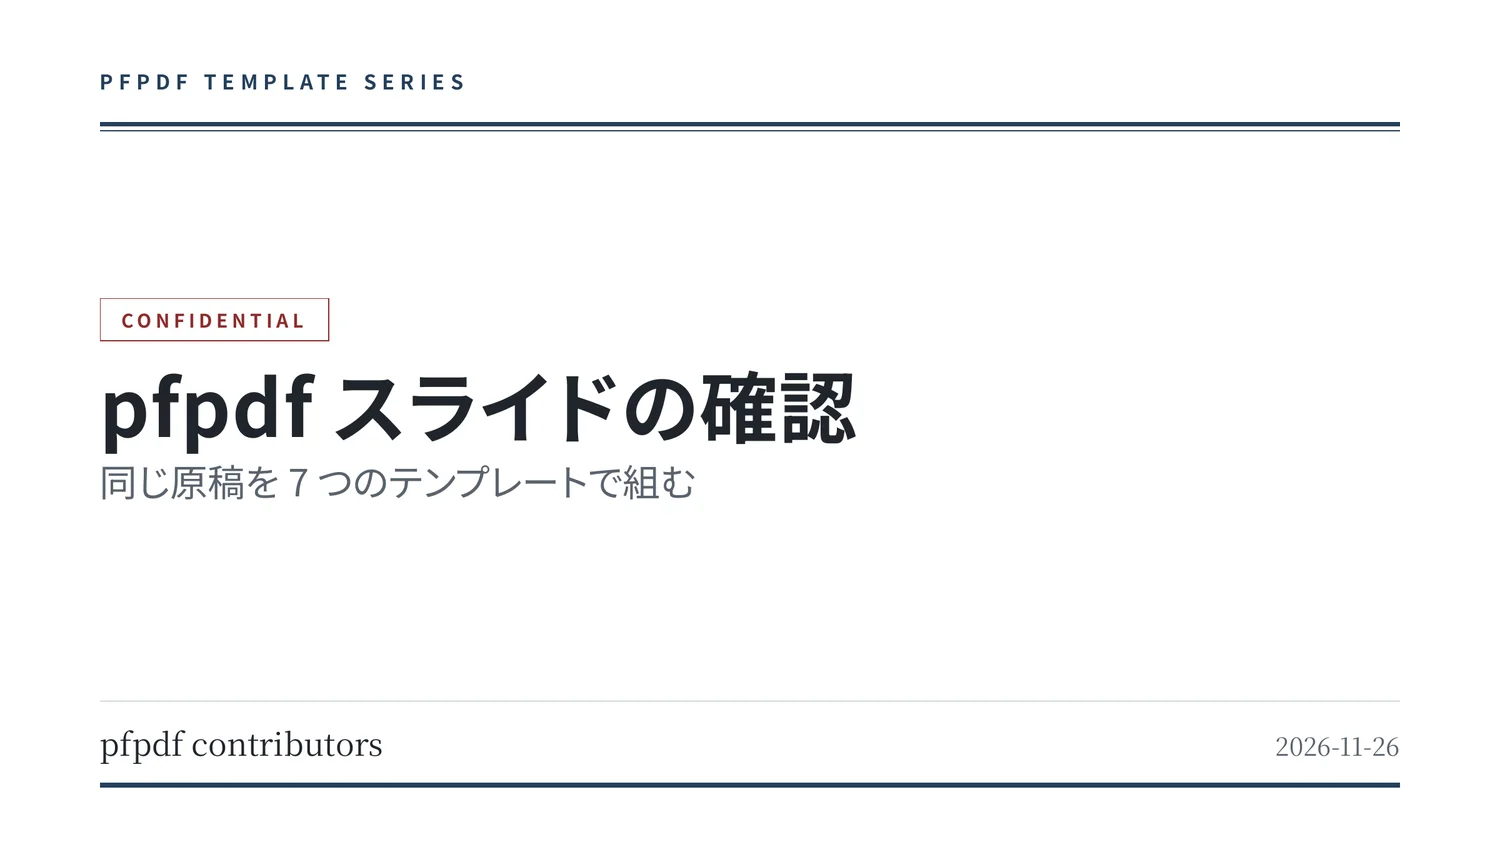 PFPDF TEMPLATE SERIES
CONFIDENTIAL
pfpdf スライドの確認
同じ原稿を 7 つのテンプレートで組む
pfpdf contributors
2026-11-26